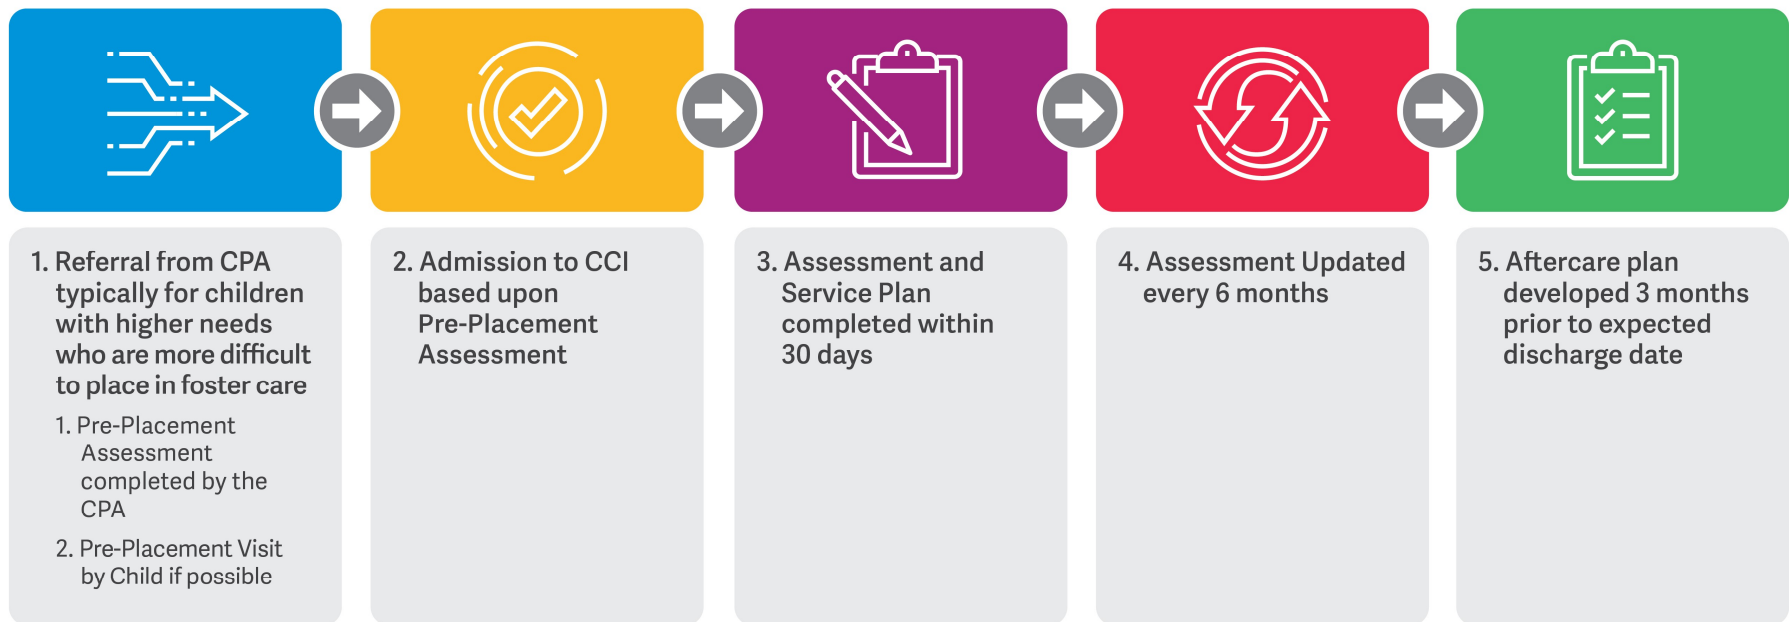 1. Referral from CPA
typically for children
with higher needs
who are more difficult
to place in foster care
1. Pre-Placement
Assessment
completed by the
CPA
2. Pre-Placement Visit
by Child if possible
2. Admission to CCI
based upon
Pre-Placement
Assessment
3. Assessment and
Service Plan
completed within
30 days
4. Assessment Updated
every 6 months
5. Aftercare plan
developed 3 months
prior to expected
discharge date